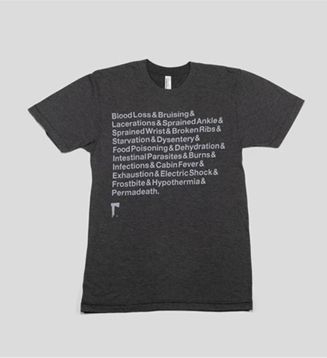 Blood Loss & Bruising &
Lacerations & Sprained Ankle &
Sprained Wrist & Broken Ribs &
Starvation & Dysentery &
Food Poisoning & Dehydration &
Intestinal Parasites & Burns &
Infections & Cabin Fever &
Exhaustion & Electric Shock &
Frostbite & Hypothermia &
Permadeath.